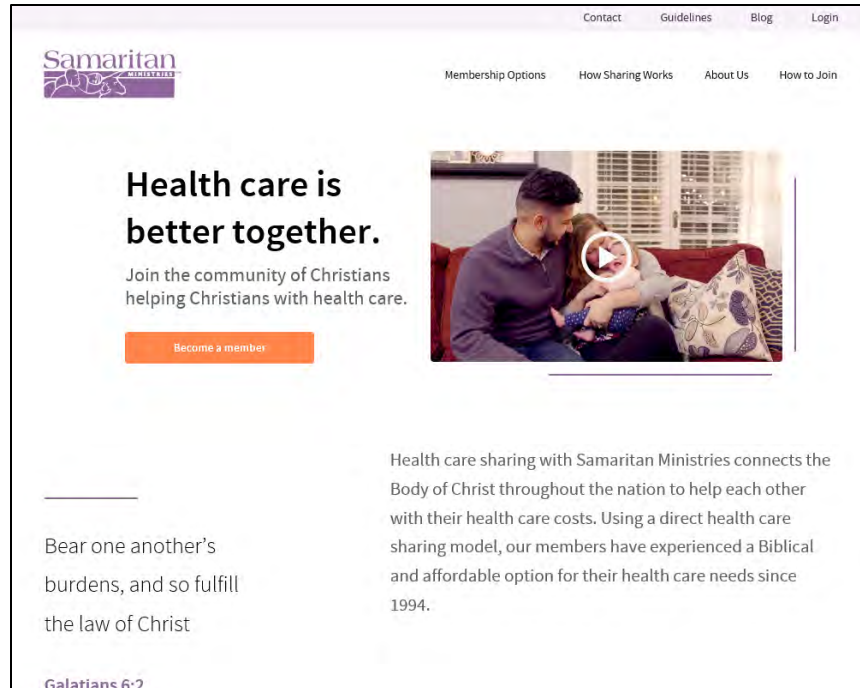 Contact Guidelines Blog Login
Samaritan
MINISTRIES
Membership Options How Sharing Works About Us How to Join
Health care is
better together.
Join the community of Christians
helping Christians with health care.
Become a member
Health care sharing with Samaritan Ministries connects the
Body of Christ throughout the nation to help each other
with their health care costs. Using a direct health care
sharing model, our members have experienced a Biblical
and affordable option for their health care needs since
1994.
Bear one another's
burdens, and so fulfill
the law of Christ
Galatians 6:2